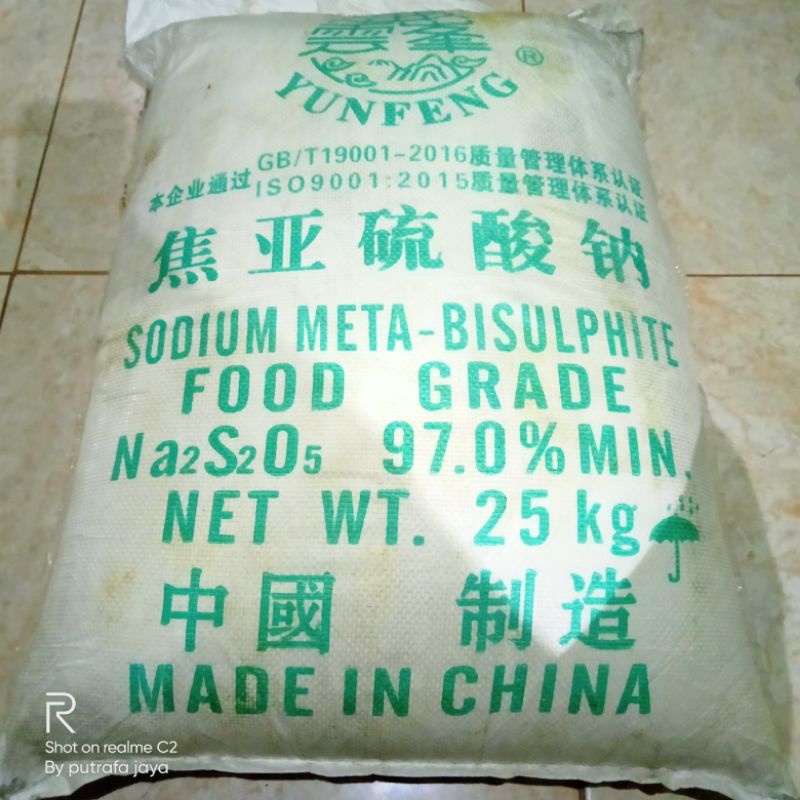 YUNFENG®
本企业通过
GB/T19001-2016质量管理体系认证
ISO9001:2015质量管理体系认证
焦亚硫酸钠
SODIUM META-BISULPHITE
FOOD GRADE
Na2S2O5 97.0% MIN.
NET WT. 25 kg
中國 制造
MADE IN CHINA
R
Shot on realme C2
By putrafa jaya